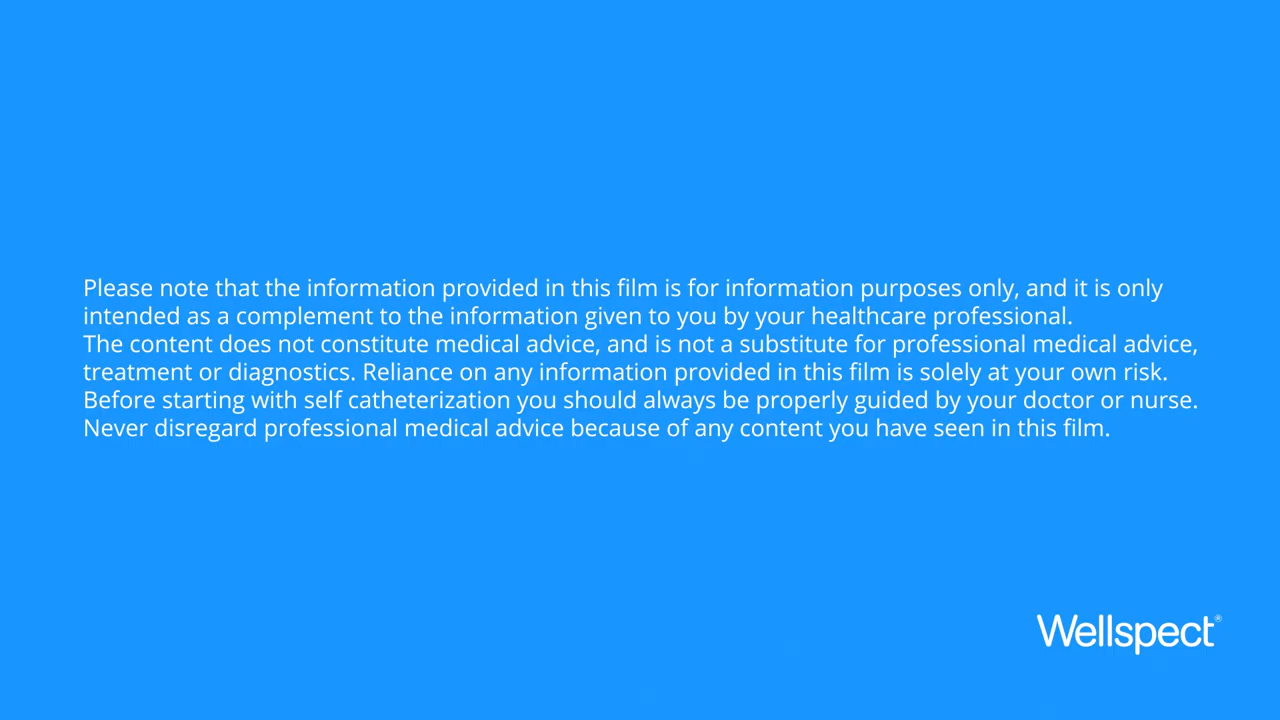 Please note that the information provided in this film is for information purposes only, and it is only
intended as a complement to the information given to you by your healthcare professional.
The content does not constitute medical advice, and is not a substitute for professional medical advice,
treatment or diagnostics. Reliance on any information provided in this film is solely at your own risk.
Before starting with self catheterization you should always be properly guided by your doctor or nurse.
Never disregard professional medical advice because of any content you have seen in this film.
Wellspect®